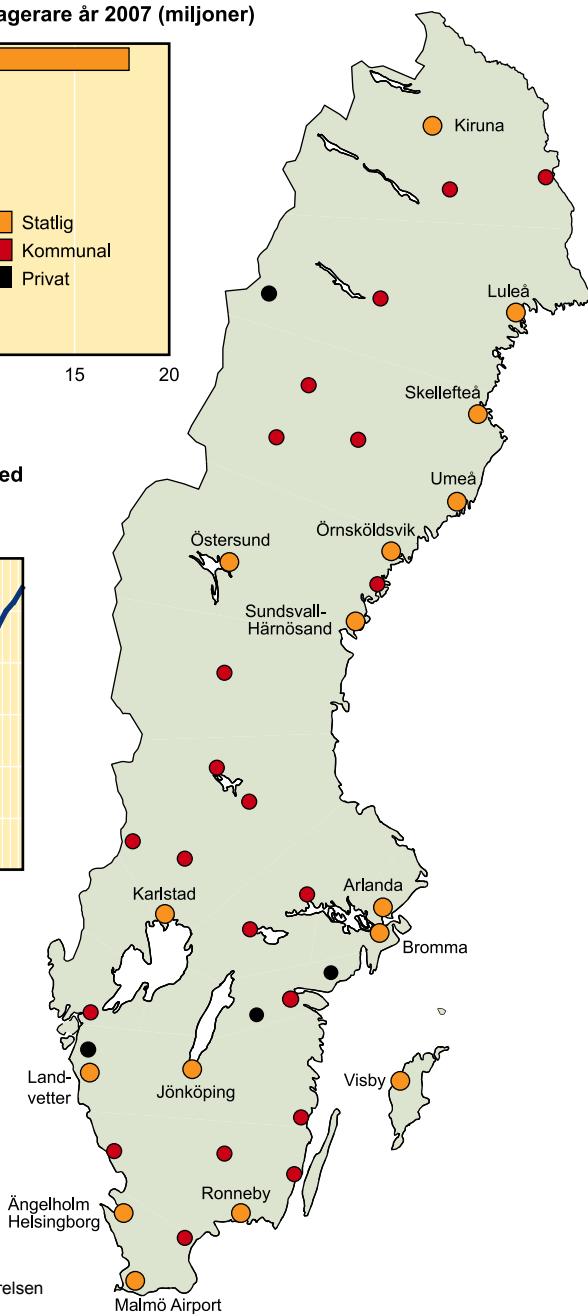 agerare år 2007 (miljoner)
Statlig
Kommunal
Privat
15
20
ed
Kiruna
Luleå
Skellefteå
Umeå
Örnsköldsvik
Östersund
Sundsvall-
Härnösand
Karlstad
Arlanda
Bromma
Land-
vetter
Jönköping
Visby
Ängelholm
Helsingborg
Ronneby
relsen
Malmö Airport